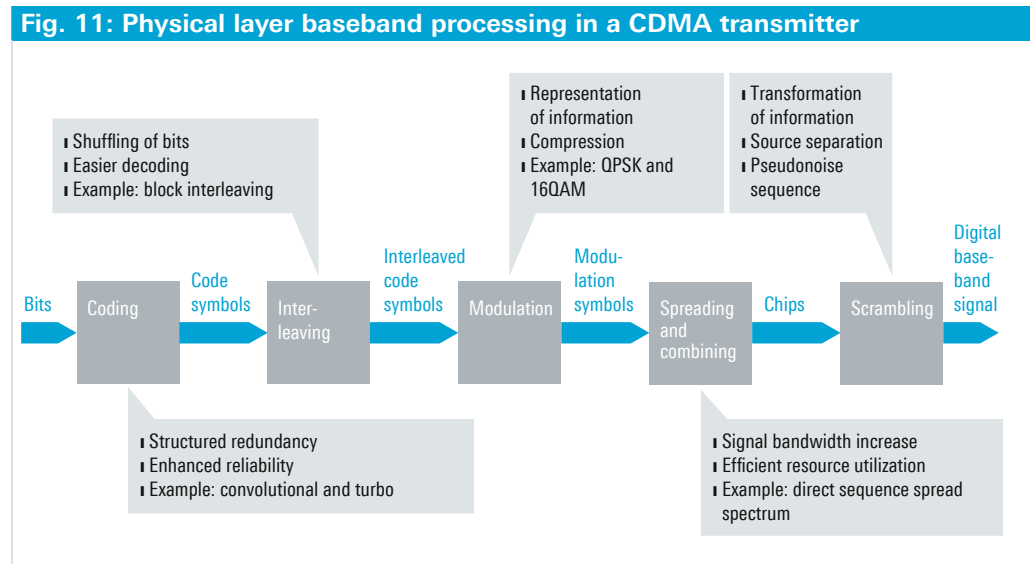 Fig. 11: Physical layer baseband processing in a CDMA transmitter
Shuffling of bits
Easier decoding
Example: block interleaving
Representation
of information
Compression
Example: QPSK and
16QAM
Transformation
of information
Source separation
Pseudonoise
sequence
Bits
Coding
Code
symbols
Inter-
leaving
Interleaved
code
symbols
Modulation
Modu-
lation
symbols
Spreading
and
combining
Chips
Scrambling
Digital
base-
band
signal
Structured redundancy
Enhanced reliability
Example: convolutional and turbo
Signal bandwidth increase
Efficient resource utilization
Example: direct sequence spread
spectrum